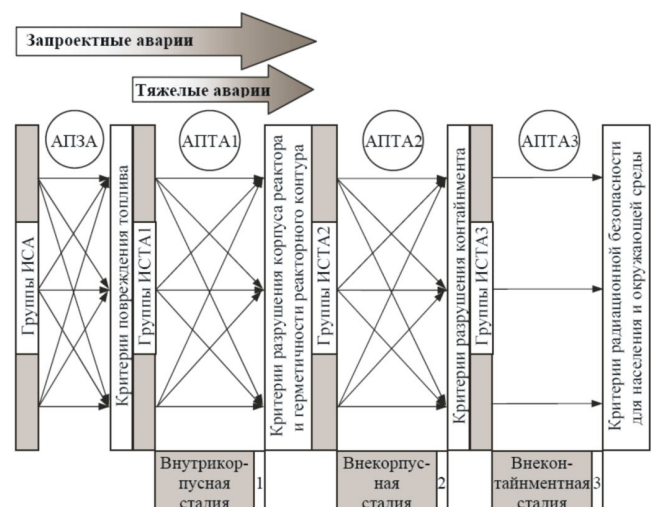 Запроектные аварии
Тяжелые аварии
АПЗА
АПТА1
АПТА2
АПТА3
Группы ИСА
Критерии повреждения топлива
Группы ИСТА1
Критерии разрушения корпуса реактора
и герметичности реакторного контура
Группы ИСТА2
Критерии разрушения контайнмента
Группы ИСТА3
Критерии радиационной безопасности
для населения и окружающей среды
Внутрикор-
пусная
стадия
1
Внекорпус-
ная
стадия
2
Внекон-
тайнментная
стадия
3